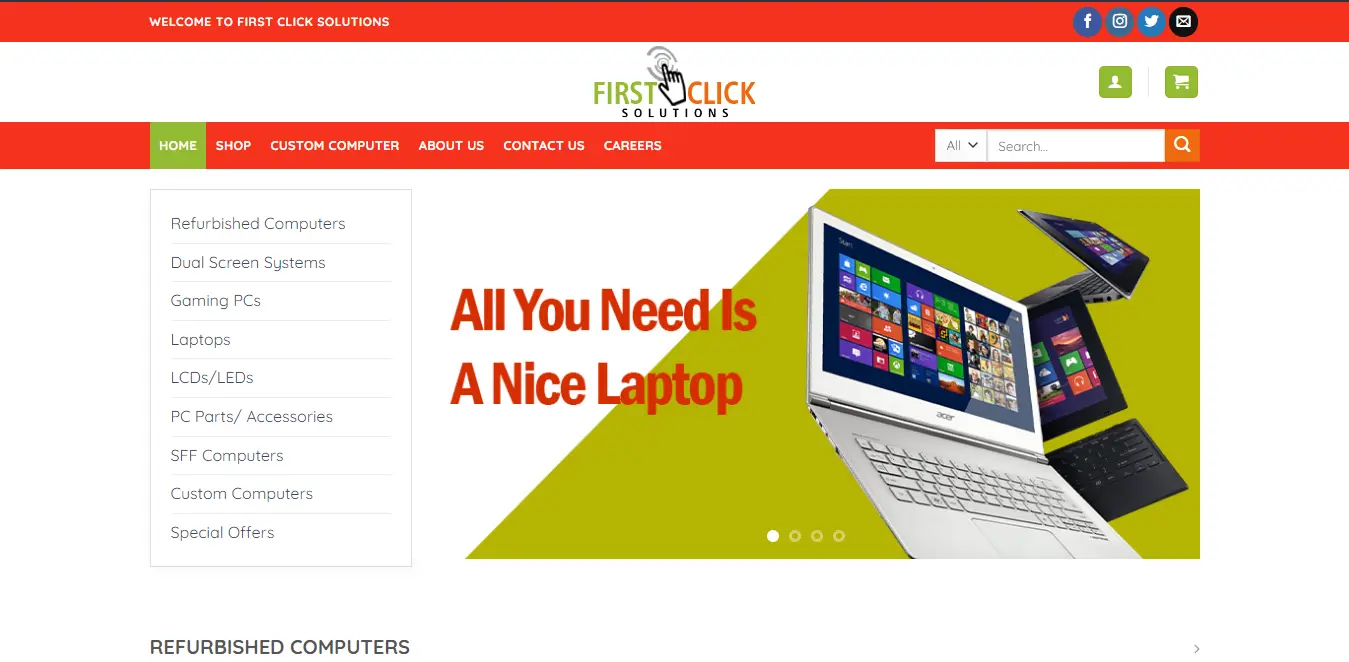 WELCOME TO FIRST CLICK SOLUTIONS
FIRST CLICK
SOLUTIONS
HOME SHOP CUSTOM COMPUTER ABOUT US CONTACT US CAREERS All Search...
Refurbished Computers
Dual Screen Systems
Gaming PCs
Laptops
LCDs/LEDs
PC Parts/ Accessories
SFF Computers
Custom Computers
Special Offers
Start
All You Need Is
A Nice Laptop
acer
REFURBISHED COMPUTERS